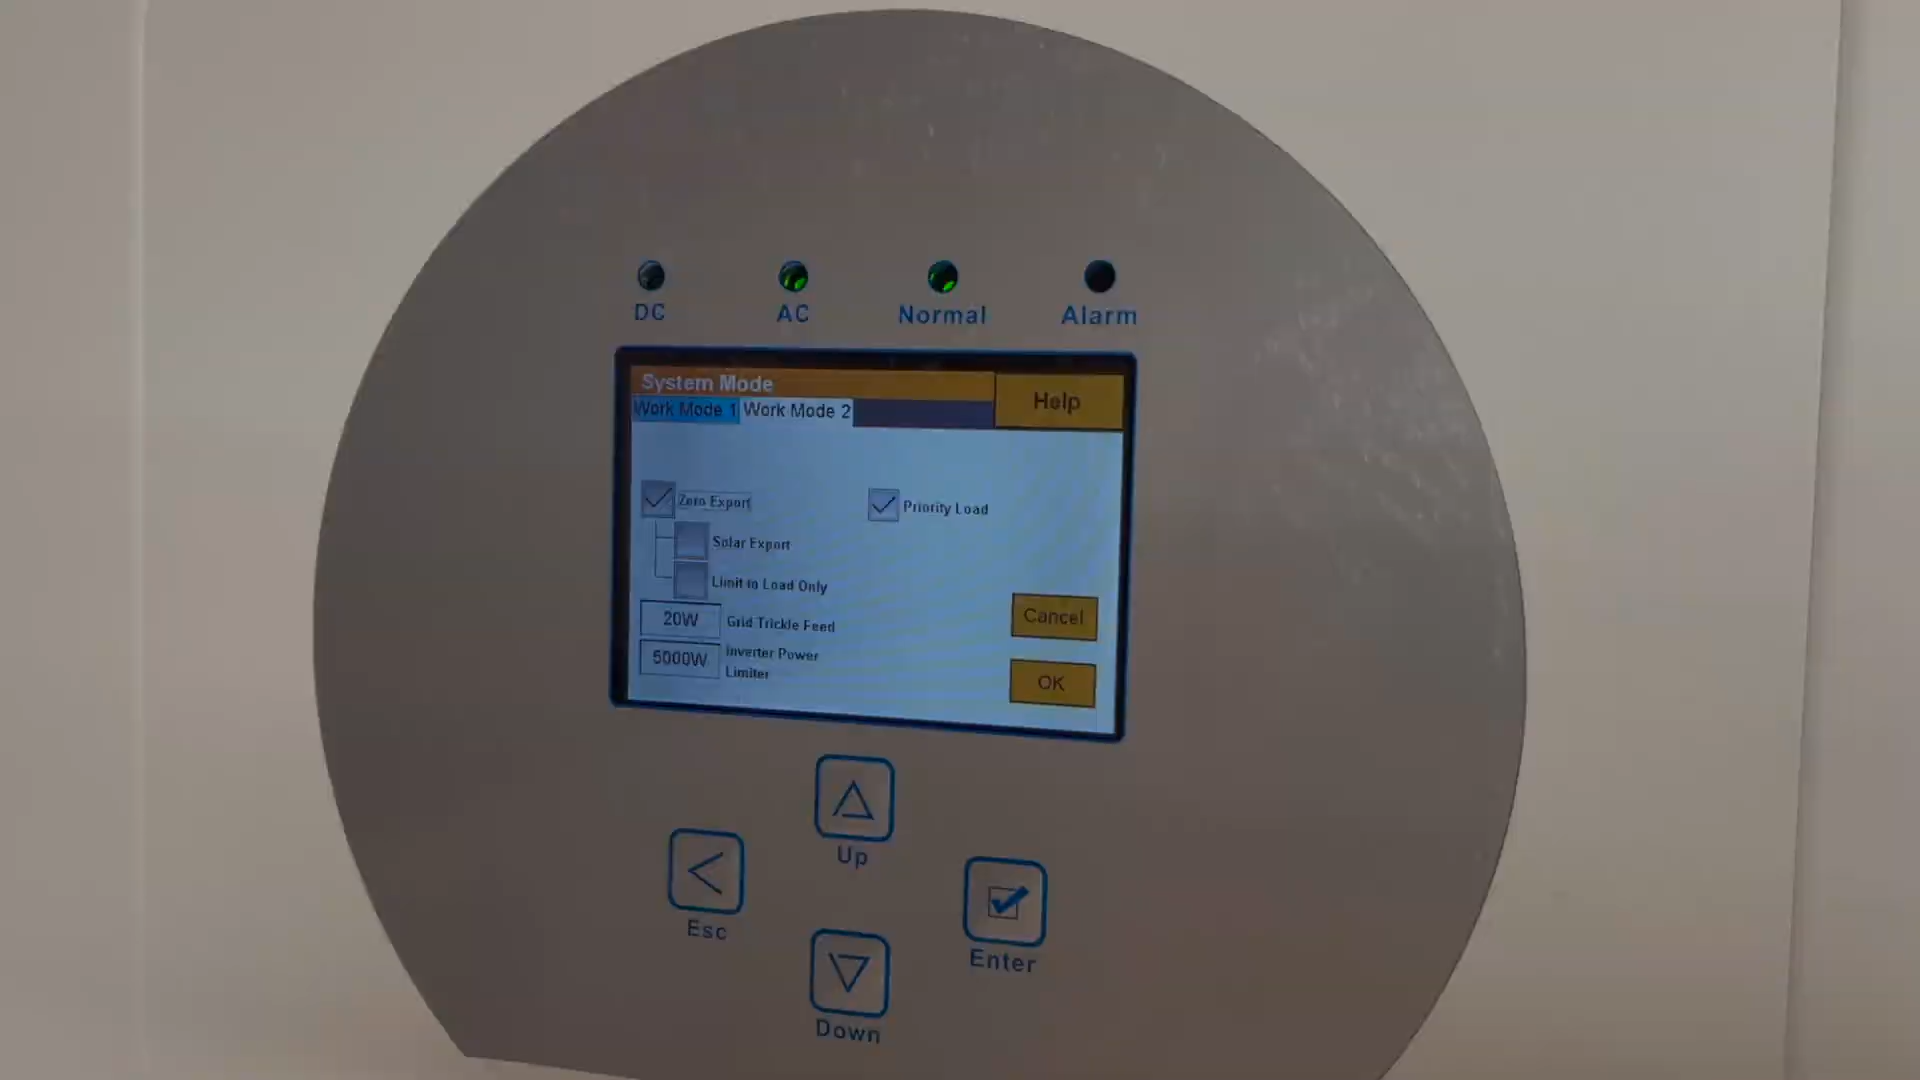 DC AC Normal Alarm
System Mode
Help
Work Mode 1 Work Mode 2
Zero Export
Priority Load
Solar Export
Limit to Load Only
20W Grid Trickle Feed
Cancel
5000W Inverter Power
Limiter
OK
Up
Esc
Enter
Down